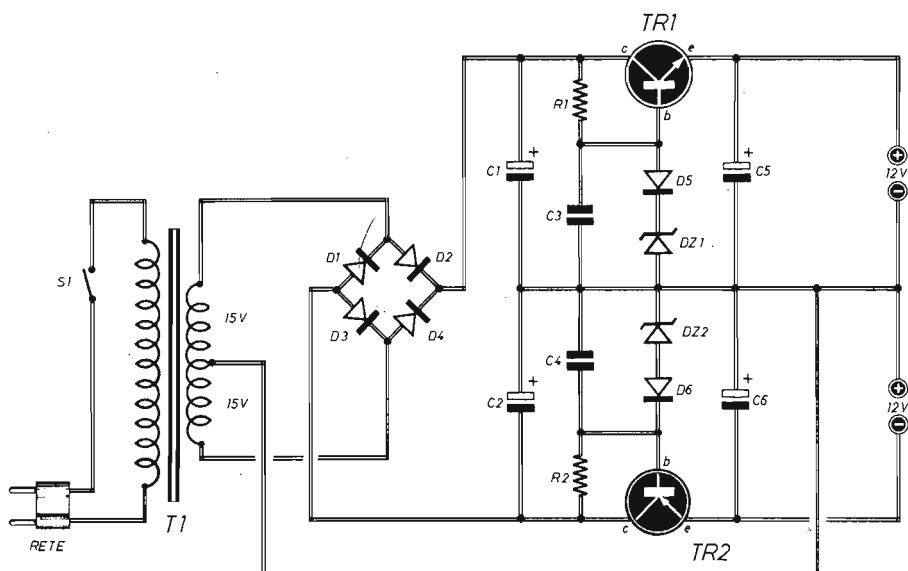 TR1
c
e
b
R1
C1
+
C3
D5
DZ1
C5
+
+
12V
−
S1
15V
15V
T1
RETE
D1
D2
D3
D4
C2
+
C4
DZ2
D6
C6
+
R2
b
c
e
TR2
+
12V
−